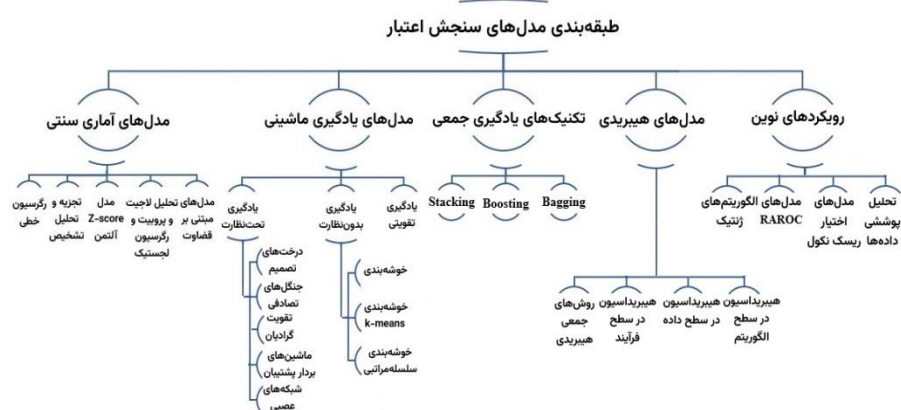 طبقه‌بندی مدل‌های سنجش اعتبار
رویکردهای نوین
مدل‌های هیبریدی
تکنیک‌های یادگیری جمعی
مدل‌های یادگیری ماشینی
مدل‌های آماری سنتی
تحلیل
پوششی
داده‌ها
مدل‌های
اختیار
ریسک نکول
مدل‌های
RAROC
الگوریتم‌های
ژنتیک
هیبریداسیون
در سطح
الگوریتم
هیبریداسیون
در سطح داده
هیبریداسیون
در سطح
فرآیند
روش‌های
جمعی
هیبریدی
Bagging
Boosting
Stacking
یادگیری
تقویتی
یادگیری
بدون‌نظارت
خوشه‌بندی
خوشه‌بندی
k-means
خوشه‌بندی
سلسله‌مراتبی
یادگیری
تحت‌نظارت
درخت‌های
تصمیم
جنگل‌های
تصادفی
تقویت
گرادیان
ماشین‌های
بردار پشتیبان
شبکه‌های
عصبی
مدل‌های
مبتنی بر
قضاوت
تحلیل لاجیت
و پروبیت و
رگرسیون
لجستیک
مدل
Z-score
آلتمن
تجزیه و
تحلیل
تشخیص
رگرسیون
خطی